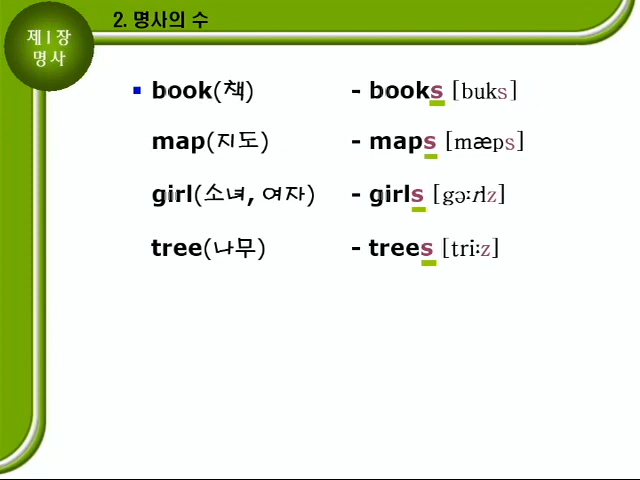 2. 명사의 수
제 1 장
명사
book(책) - books [buks]
map(지도) - maps [mæps]
girl(소녀, 여자) - girls [gəːrlz]
tree(나무) - trees [triːz]